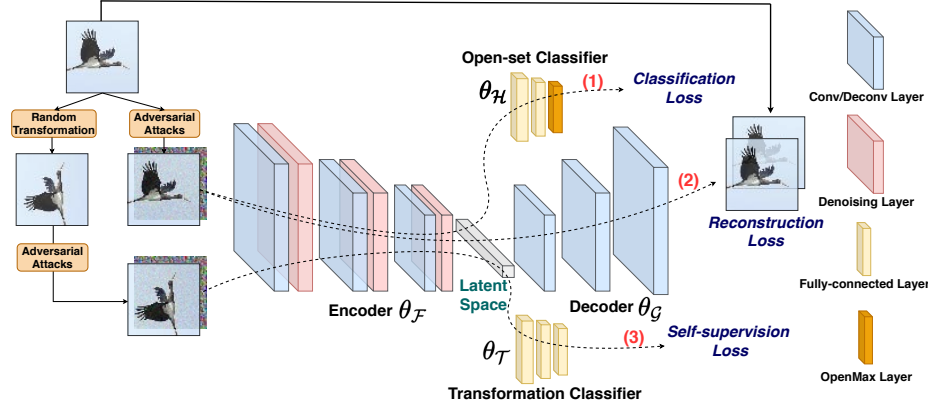 Random
Transformation
Adversarial
Attacks
Adversarial
Attacks
Encoder θ_F
Latent
Space
Open-set Classifier
θ_H
(1)
Classification
Loss
(2)
Reconstruction
Loss
Decoder θ_G
(3)
Self-supervision
Loss
θ_T
Transformation Classifier
Conv/Deconv Layer
Denoising Layer
Fully-connected Layer
OpenMax Layer